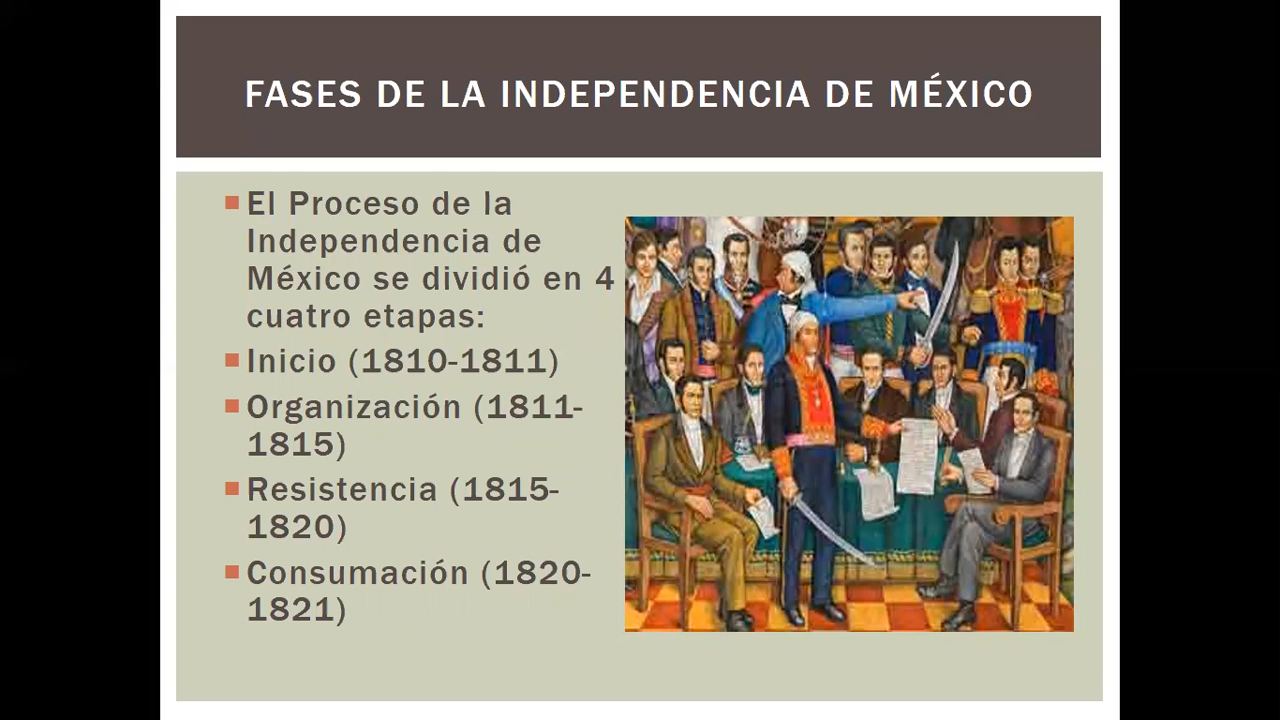 FASES DE LA INDEPENDENCIA DE MÉXICO
El Proceso de la
Independencia de
México se dividió en 4
cuatro etapas:
Inicio (1810-1811)
Organización (1811-
1815)
Resistencia (1815-
1820)
Consumación (1820-
1821)